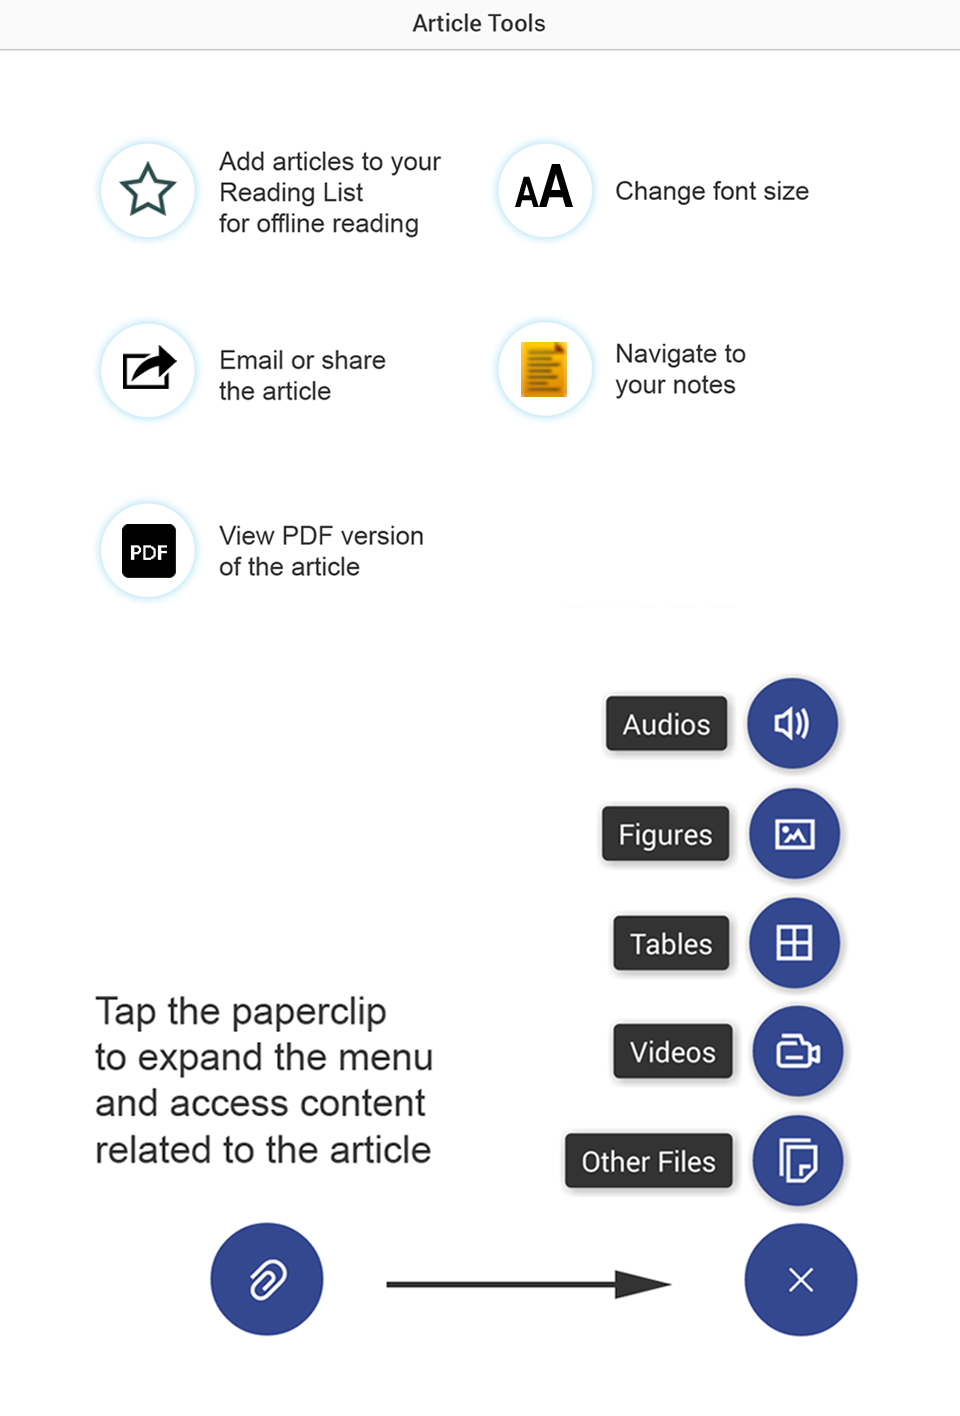 Article Tools
Add articles to your
Reading List
for offline reading
AA
Change font size
Email or share
the article
Navigate to
your notes
PDF
View PDF version
of the article
Audios
Figures
Tables
Videos
Other Files
Tap the paperclip
to expand the menu
and access content
related to the article